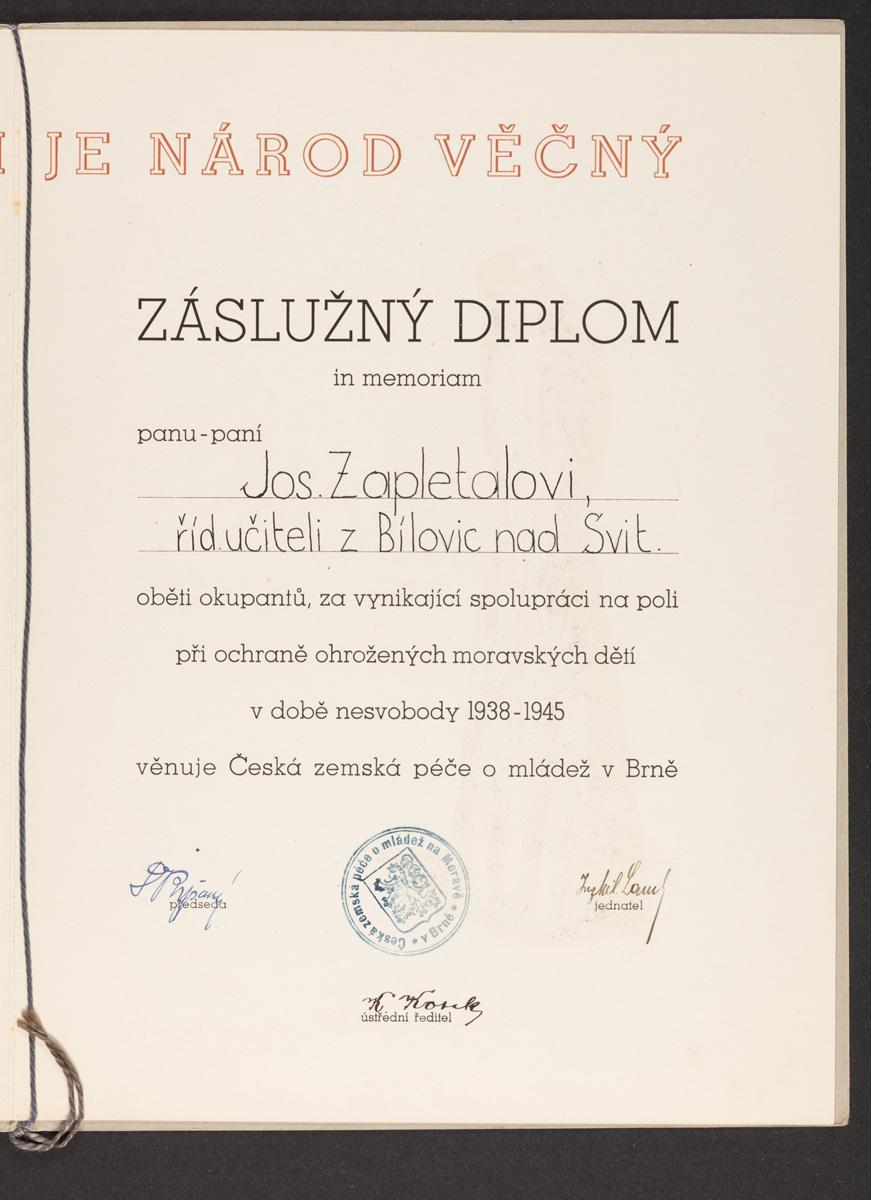 JE NÁROD VĚČNÝ
ZÁSLUŽNÝ DIPLOM
in memoriam
panu-paní
Jos. Zapletalovi,
říd. učiteli z Bílovic nad Svit.
oběti okupantů, za vynikající spolupráci na poli
při ochraně ohrožených moravských dětí
v době nesvobody 1938-1945
věnuje Česká zemská péče o mládež v Brně
Česká zemská péče o mládež na Moravě
* v Brně *
předseda
jednatel
ústřední ředitel